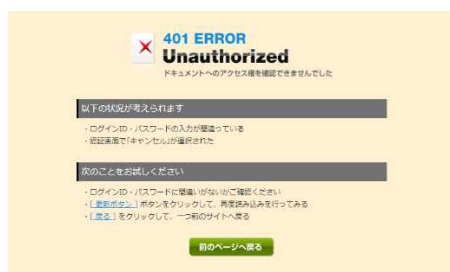 401 ERROR
Unauthorized
ドキュメントへのアクセス権を確認できませんでした
以下の状況が考えられます
・ログインID・パスワードの入力が間違っている
・認証画面で「キャンセル」が選択された
次のことをお試しください
・ログインID・パスワードに間違いがないかご確認ください
・[ 更新ボタン ] ボタンをクリックして、再度読み込みを行ってみる
・[ 戻る ] をクリックして、一つ前のサイトへ戻る
前のページへ戻る